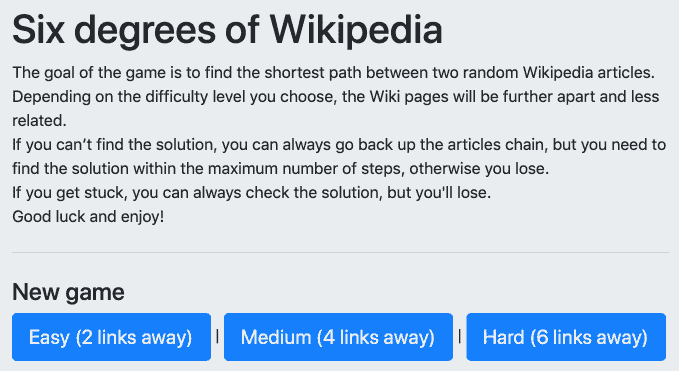 Six degrees of Wikipedia
The goal of the game is to find the shortest path between two random Wikipedia articles.
Depending on the difficulty level you choose, the Wiki pages will be further apart and less
related.
If you can’t find the solution, you can always go back up the articles chain, but you need to
find the solution within the maximum number of steps, otherwise you lose.
If you get stuck, you can always check the solution, but you'll lose.
Good luck and enjoy!
New game
Easy (2 links away) | Medium (4 links away) | Hard (6 links away)